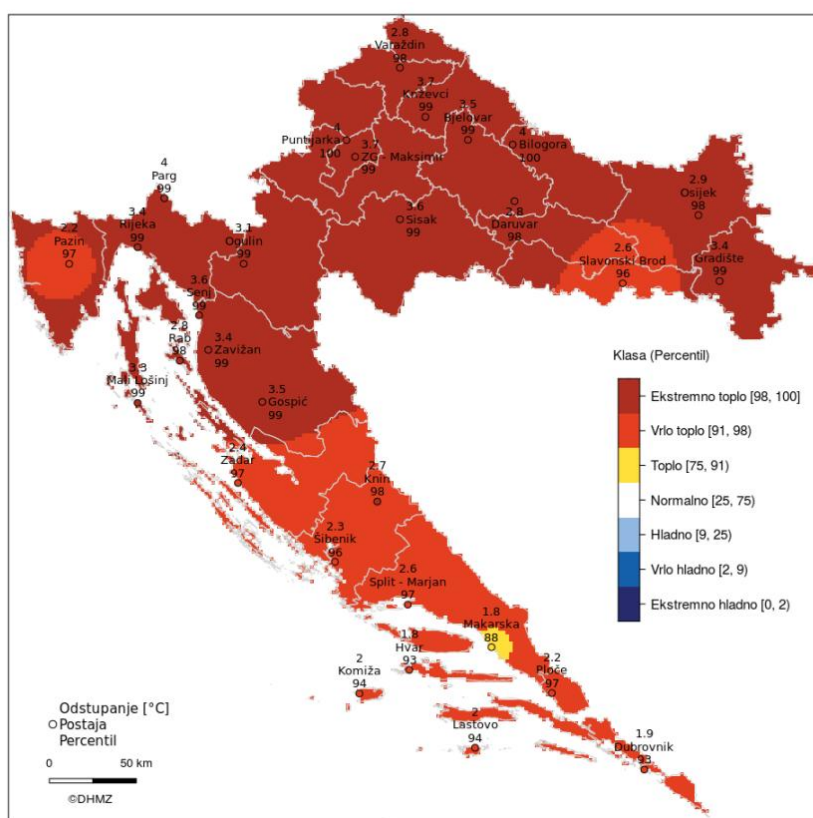 2.8
Varaždin
98
3.7
Križevci
99
3.5
Bjelovar
99
4
Puntijarka
100
3.7
ZG - Maksimir
99
4
Bilogora
100
4
Parg
99
3.4
Rijeka
99
2.2
Pazin
97
3.1
Ogulin
99
3.6
Sisak
99
2.8
Daruvar
98
2.9
Osijek
98
2.6
Slavonski Brod
96
3.4
Gradište
99
3.6
Senj
99
2.8
Rab
98
3.4
Zavižan
99
3.3
Mali Lošinj
99
3.5
Gospić
99
2.4
Zadar
97
2.7
Knin
98
2.3
Šibenik
96
2.6
Split - Marjan
97
1.8
Makarska
88
1.8
Hvar
93
2
Komiža
94
2.2
Ploče
97
2
Lastovo
94
1.9
Dubrovnik
93
Klasa (Percentil)
Ekstremno toplo [98, 100]
Vrlo toplo [91, 98)
Toplo [75, 91)
Normalno [25, 75)
Hladno [9, 25)
Vrlo hladno [2, 9)
Ekstremno hladno [0, 2)
Odstupanje [°C]
Postaja
Percentil
0 50 km
©DHMZ